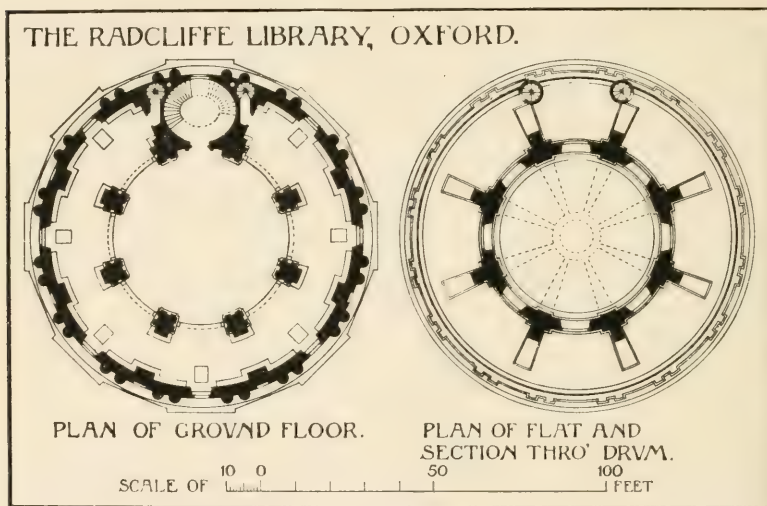 THE RADCLIFFE LIBRARY, OXFORD.
PLAN OF GROVND FLOOR.
PLAN OF FLAT AND
SECTION THRO' DRVM.
SCALE OF 10 0 50 100 FEET